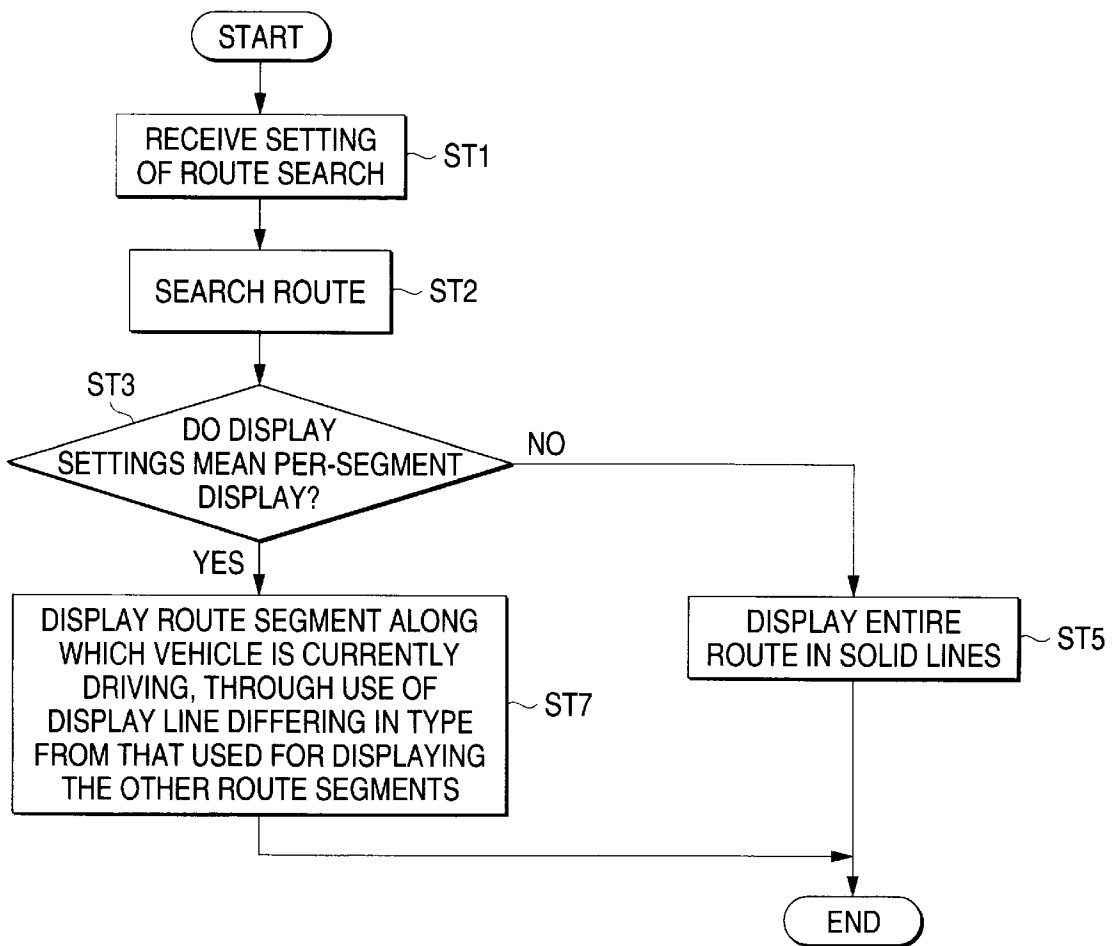 START
RECEIVE SETTING
OF ROUTE SEARCH
ST1
SEARCH ROUTE
ST2
ST3
DO DISPLAY
SETTINGS MEAN PER-SEGMENT
DISPLAY?
NO
YES
DISPLAY ROUTE SEGMENT ALONG
WHICH VEHICLE IS CURRENTLY
DRIVING, THROUGH USE OF
DISPLAY LINE DIFFERING IN TYPE
FROM THAT USED FOR DISPLAYING
THE OTHER ROUTE SEGMENTS
ST7
DISPLAY ENTIRE
ROUTE IN SOLID LINES
ST5
END